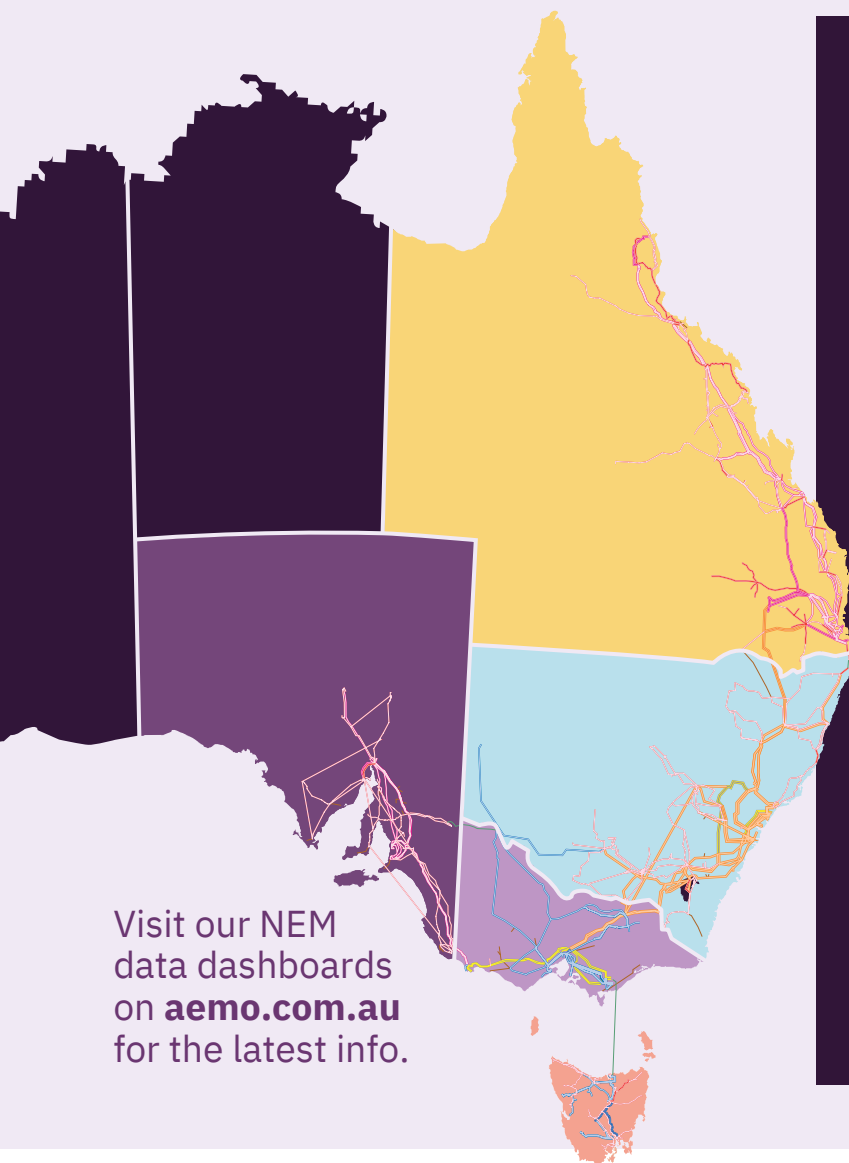 Visit our NEM
data dashboards
on aemo.com.au
for the latest info.